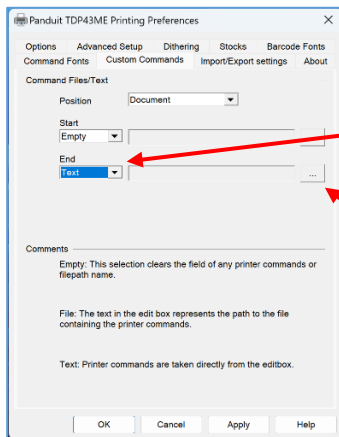 Panduit TDP43ME Printing Preferences
Options Advanced Setup Dithering Stocks Barcode Fonts
Command Fonts Custom Commands Import/Export settings About
Command Files/Text
Position Document
Start
Empty
End
Text ...
Comments
Empty: This selection clears the field of any printer commands or
filepath name.
File: The text in the edit box represents the path to the file
containing the printer commands.
Text: Printer commands are taken directly from the editbox.
OK Cancel Apply Help